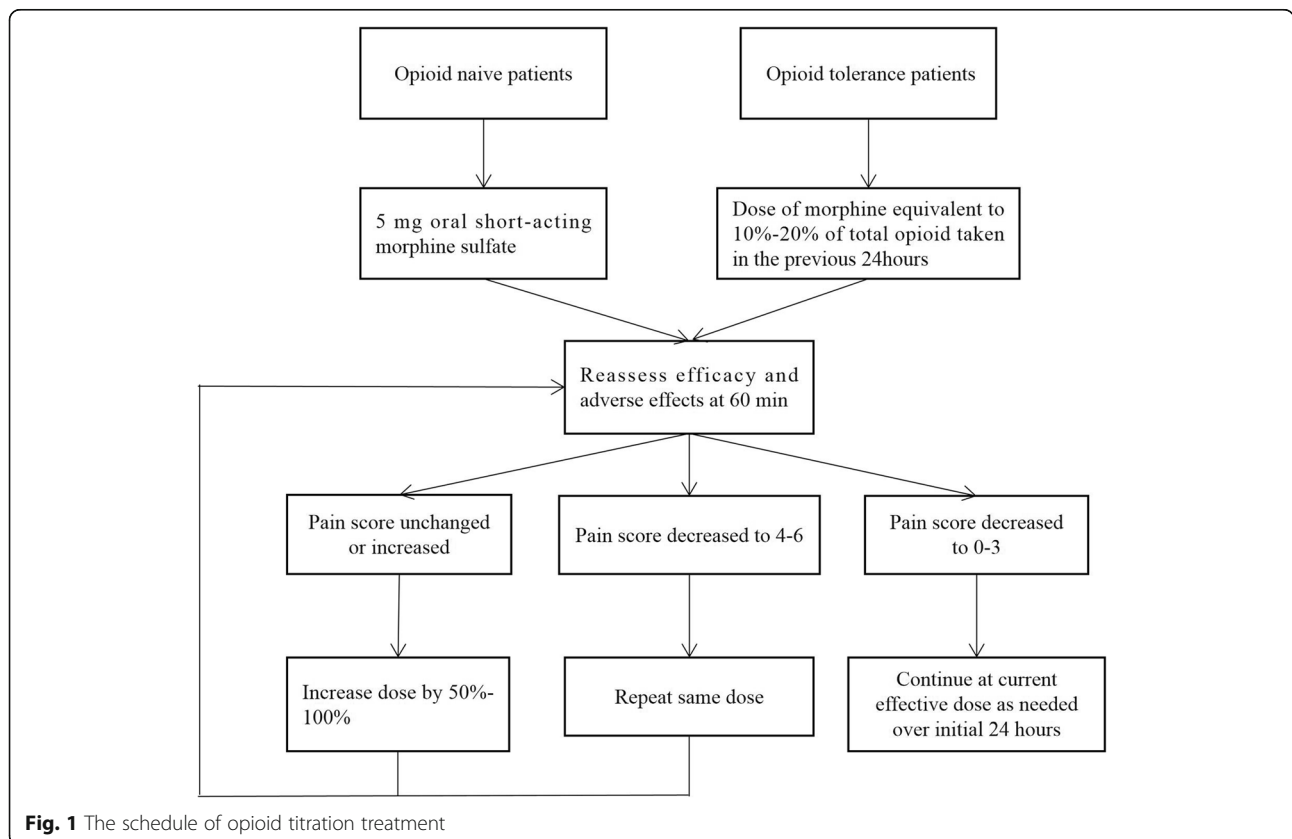 Opioid naive patients
Opioid tolerance patients
5 mg oral short-acting
morphine sulfate
Dose of morphine equivalent to
10%-20% of total opioid taken
in the previous 24hours
Reassess efficacy and
adverse effects at 60 min
Pain score unchanged
or increased
Pain score decreased to 4-6
Pain score decreased
to 0-3
Increase dose by 50%-
100%
Repeat same dose
Continue at current
effective dose as needed
over initial 24 hours
Fig. 1 The schedule of opioid titration treatment